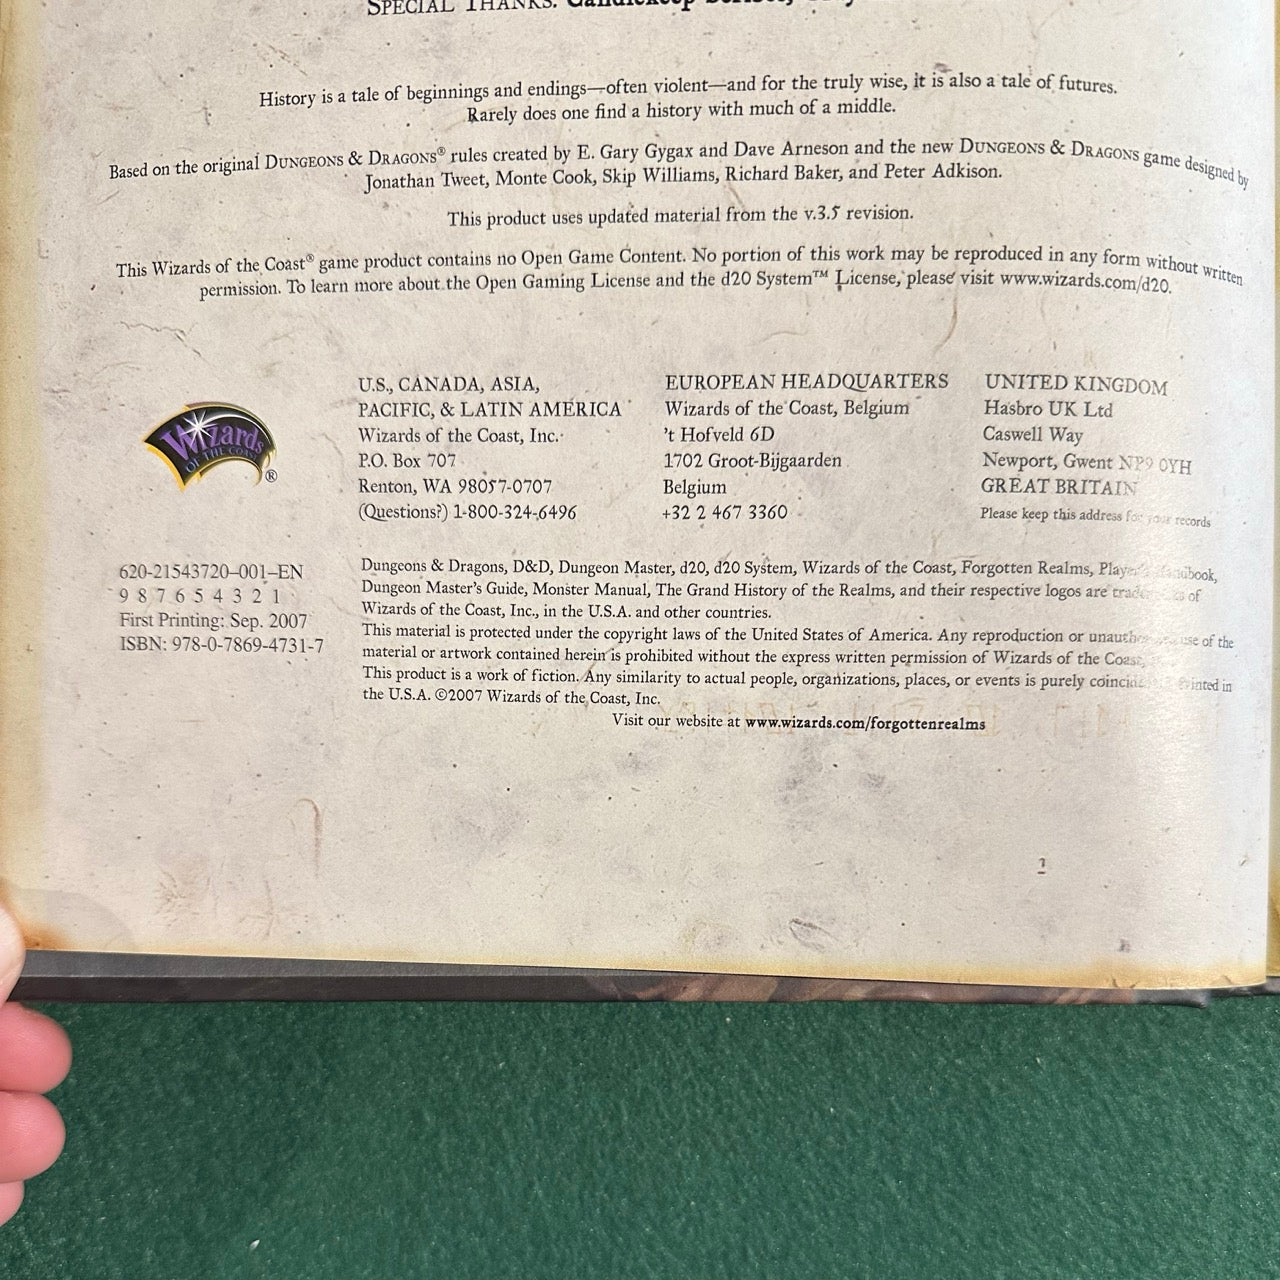 SPECIAL THANKS: Candlekeep Scribes,
History is a tale of beginnings and endings—often violent—and for the truly wise, it is also a tale of futures.
Rarely does one find a history with much of a middle.
Based on the original DUNGEONS & DRAGONS® rules created by E. Gary Gygax and Dave Arneson and the new DUNGEONS & DRAGONS game designed by
Jonathan Tweet, Monte Cook, Skip Williams, Richard Baker, and Peter Adkison.
This product uses updated material from the v.3.5 revision.
This Wizards of the Coast® game product contains no Open Game Content. No portion of this work may be reproduced in any form without written
permission. To learn more about the Open Gaming License and the d20 System™ License, please visit www.wizards.com/d20.
Wizards
OF THE COAST
®
U.S., CANADA, ASIA,
PACIFIC, & LATIN AMERICA
Wizards of the Coast, Inc.
P.O. Box 707
Renton, WA 98057-0707
(Questions?) 1-800-324-6496
EUROPEAN HEADQUARTERS
Wizards of the Coast, Belgium
't Hofveld 6D
1702 Groot-Bijgaarden
Belgium
+32 2 467 3360
UNITED KINGDOM
Hasbro UK Ltd
Caswell Way
Newport, Gwent NP9 0YH
GREAT BRITAIN
Please keep this address for your records
620-21543720-001-EN
9 8 7 6 5 4 3 2 1
First Printing: Sep. 2007
ISBN: 978-0-7869-4731-7
Dungeons & Dragons, D&D, Dungeon Master, d20, d20 System, Wizards of the Coast, Forgotten Realms,
Dungeon Master's Guide, Monster Manual, The Grand History of the Realms, and their respective logos are of
Wizards of the Coast, Inc., in the U.S.A. and other countries.
This material is protected under the copyright laws of the United States of America. Any reproduction or use of the
material or artwork contained herein is prohibited without the express written permission of Wizards of the Coast,
This product is a work of fiction. Any similarity to actual people, organizations, places, or events is purely in
the U.S.A. ©2007 Wizards of the Coast, Inc.
Visit our website at www.wizards.com/forgottenrealms